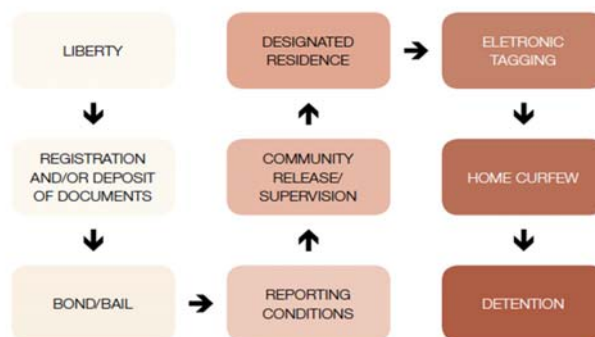 LIBERTY
REGISTRATION
AND/OR DEPOSIT
OF DOCUMENTS
BOND/BAIL
REPORTING
CONDITIONS
COMMUNITY
RELEASE/
SUPERVISION
DESIGNATED
RESIDENCE
ELETRONIC
TAGGING
HOME CURFEW
DETENTION